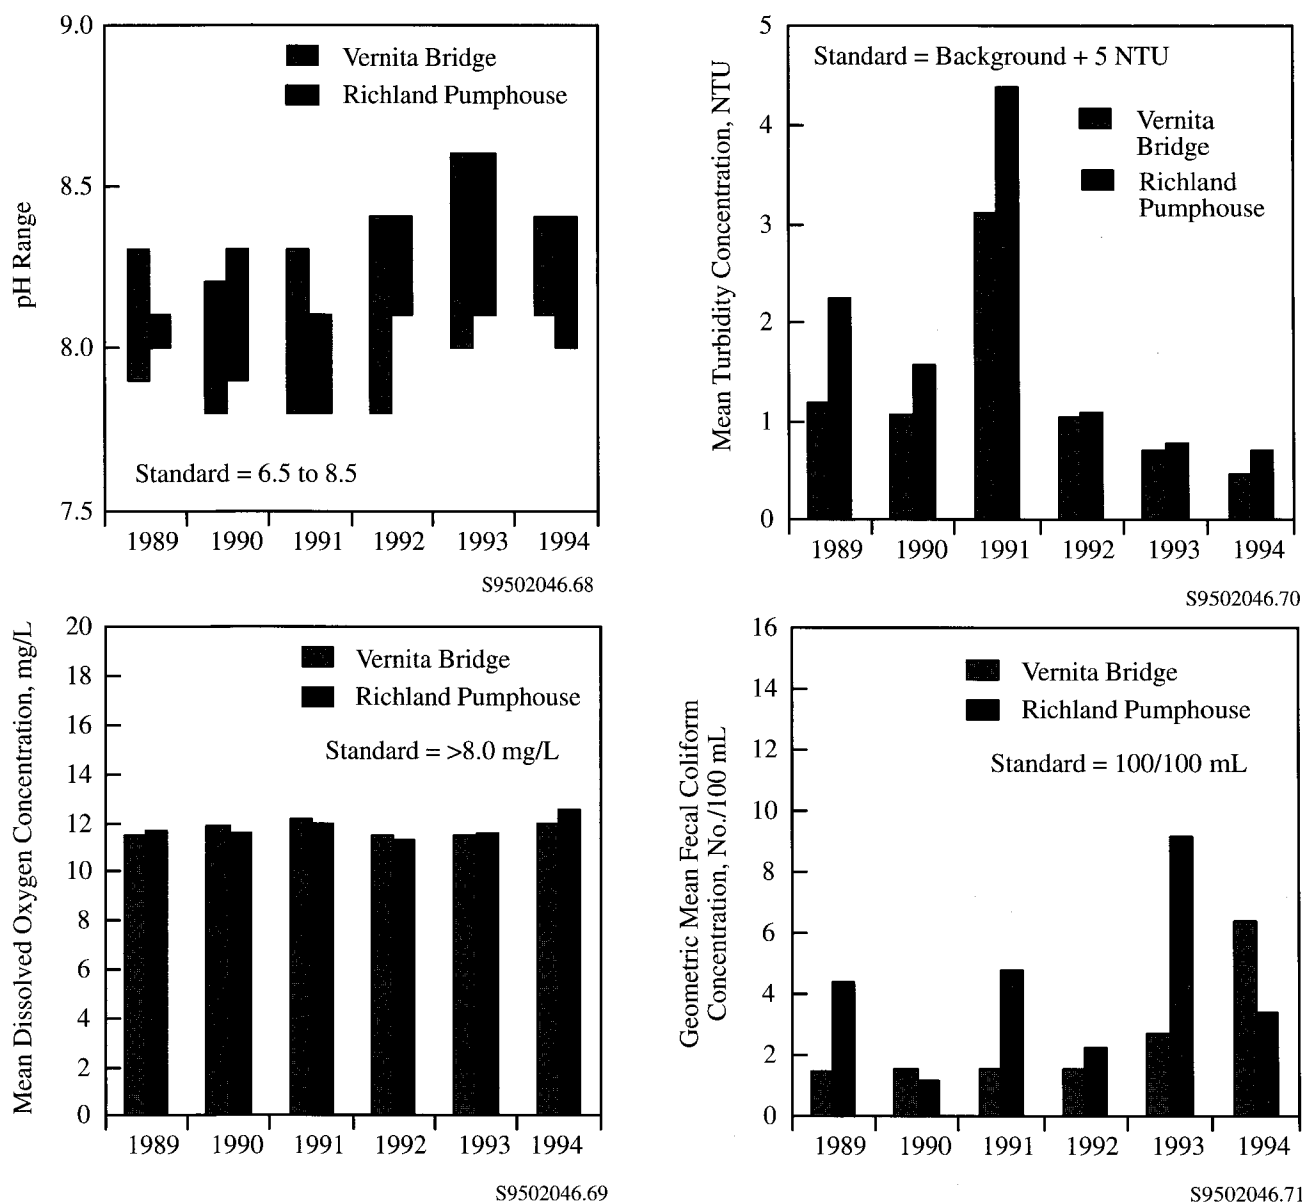 pH Range
9.0
8.5
8.0
7.5
Vernita Bridge
Richland Pumphouse
Standard = 6.5 to 8.5
1989 1990 1991 1992 1993 1994
S9502046.68
Mean Turbidity Concentration, NTU
5
4
3
2
1
0
Standard = Background + 5 NTU
Vernita
Bridge
Richland
Pumphouse
1989 1990 1991 1992 1993 1994
S9502046.70
Mean Dissolved Oxygen Concentration, mg/L
20
18
16
14
12
10
8
6
4
2
0
Vernita Bridge
Richland Pumphouse
Standard = >8.0 mg/L
1989 1990 1991 1992 1993 1994
S9502046.69
Geometric Mean Fecal Coliform
Concentration, No./100 mL
16
14
12
10
8
6
4
2
0
Vernita Bridge
Richland Pumphouse
Standard = 100/100 mL
1989 1990 1991 1992 1993 1994
S9502046.71